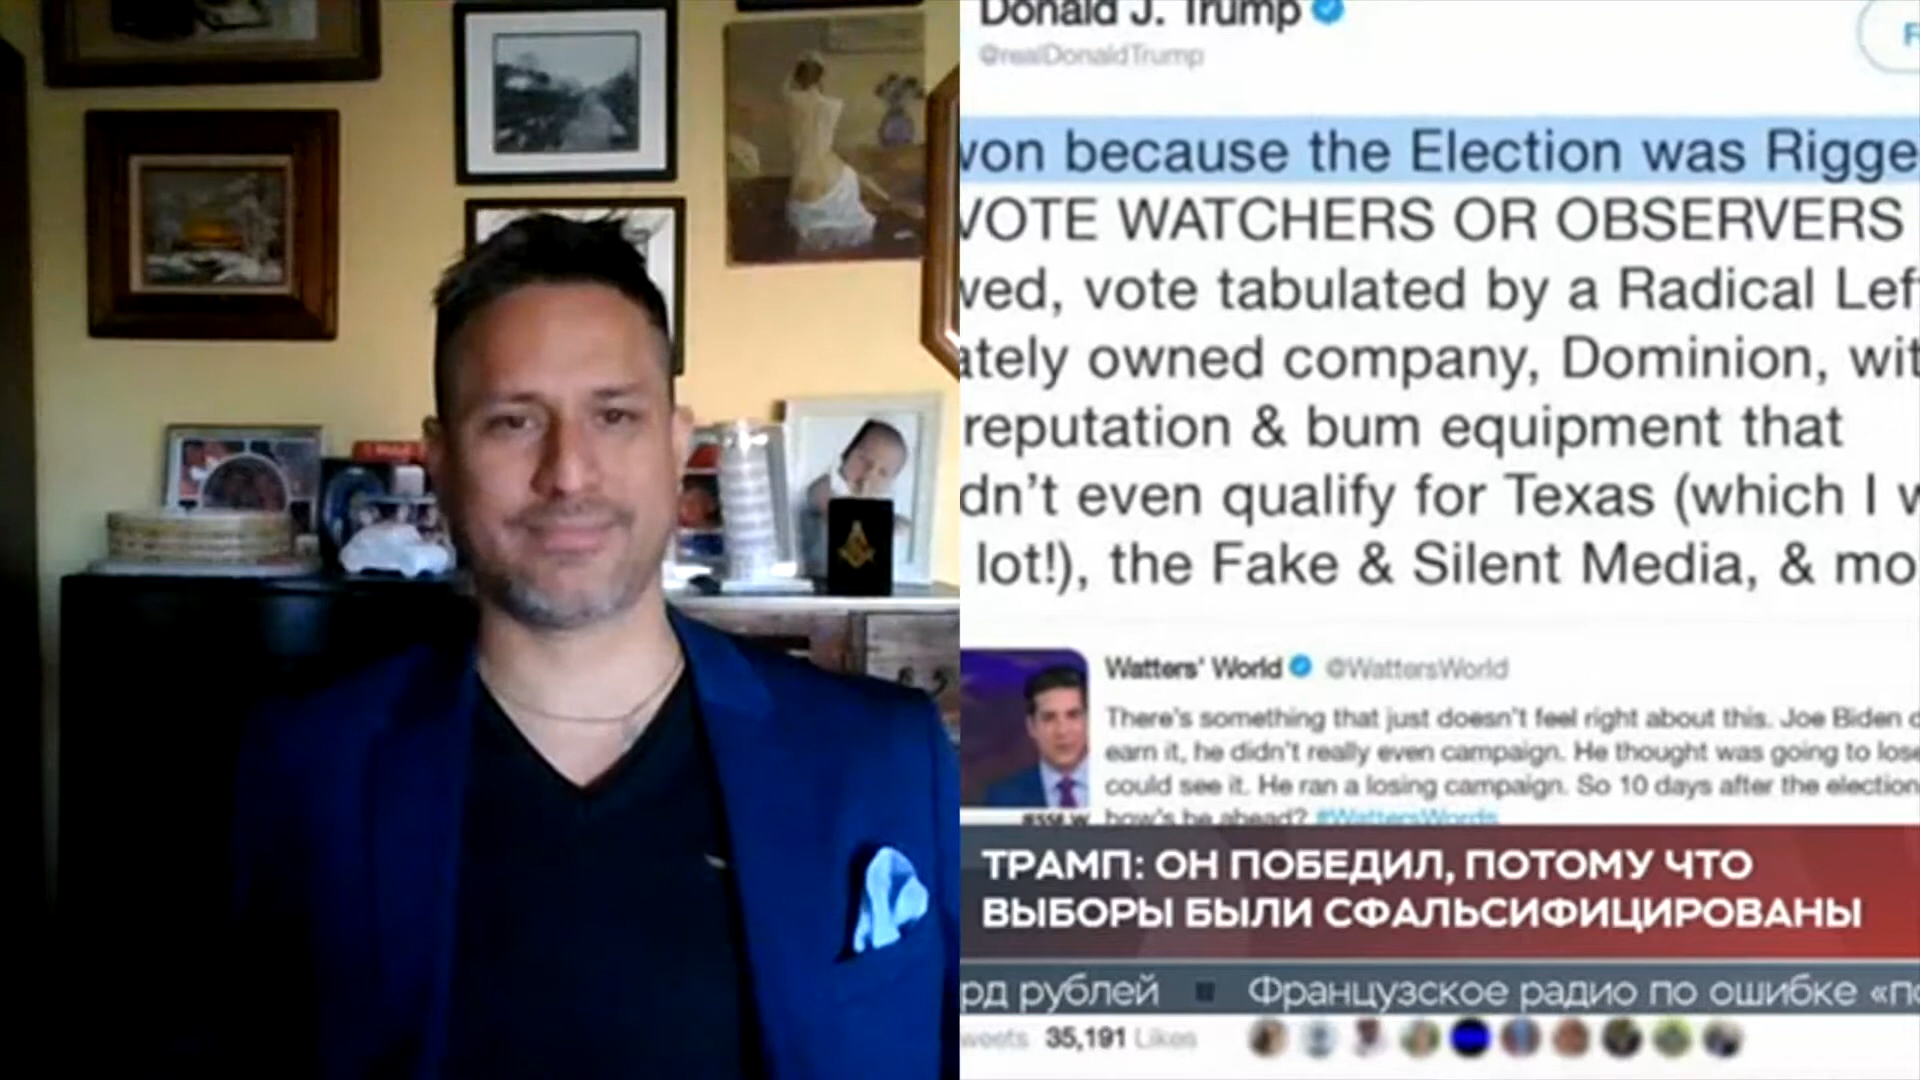 Donald J. Trump
@realDonaldTrump
won because the Election was Rigge
VOTE WATCHERS OR OBSERVERS
wed, vote tabulated by a Radical Lef
ately owned company, Dominion, wit
reputation & bum equipment that
dn't even qualify for Texas (which I w
lot!), the Fake & Silent Media, & mo
Watters' World @WattersWorld
There's something that just doesn't feel right about this. Joe Biden d
earn it, he didn't really even campaign. He thought was going to lose
could see it. He ran a losing campaign. So 10 days after the election
how's he ahead? #WattersWords
ТРАМП: ОН ПОБЕДИЛ, ПОТОМУ ЧТО
ВЫБОРЫ БЫЛИ СФАЛЬСИФИЦИРОВАНЫ
рд рублей ■ Французское радио по ошибке «по
weets 35,191 Likes